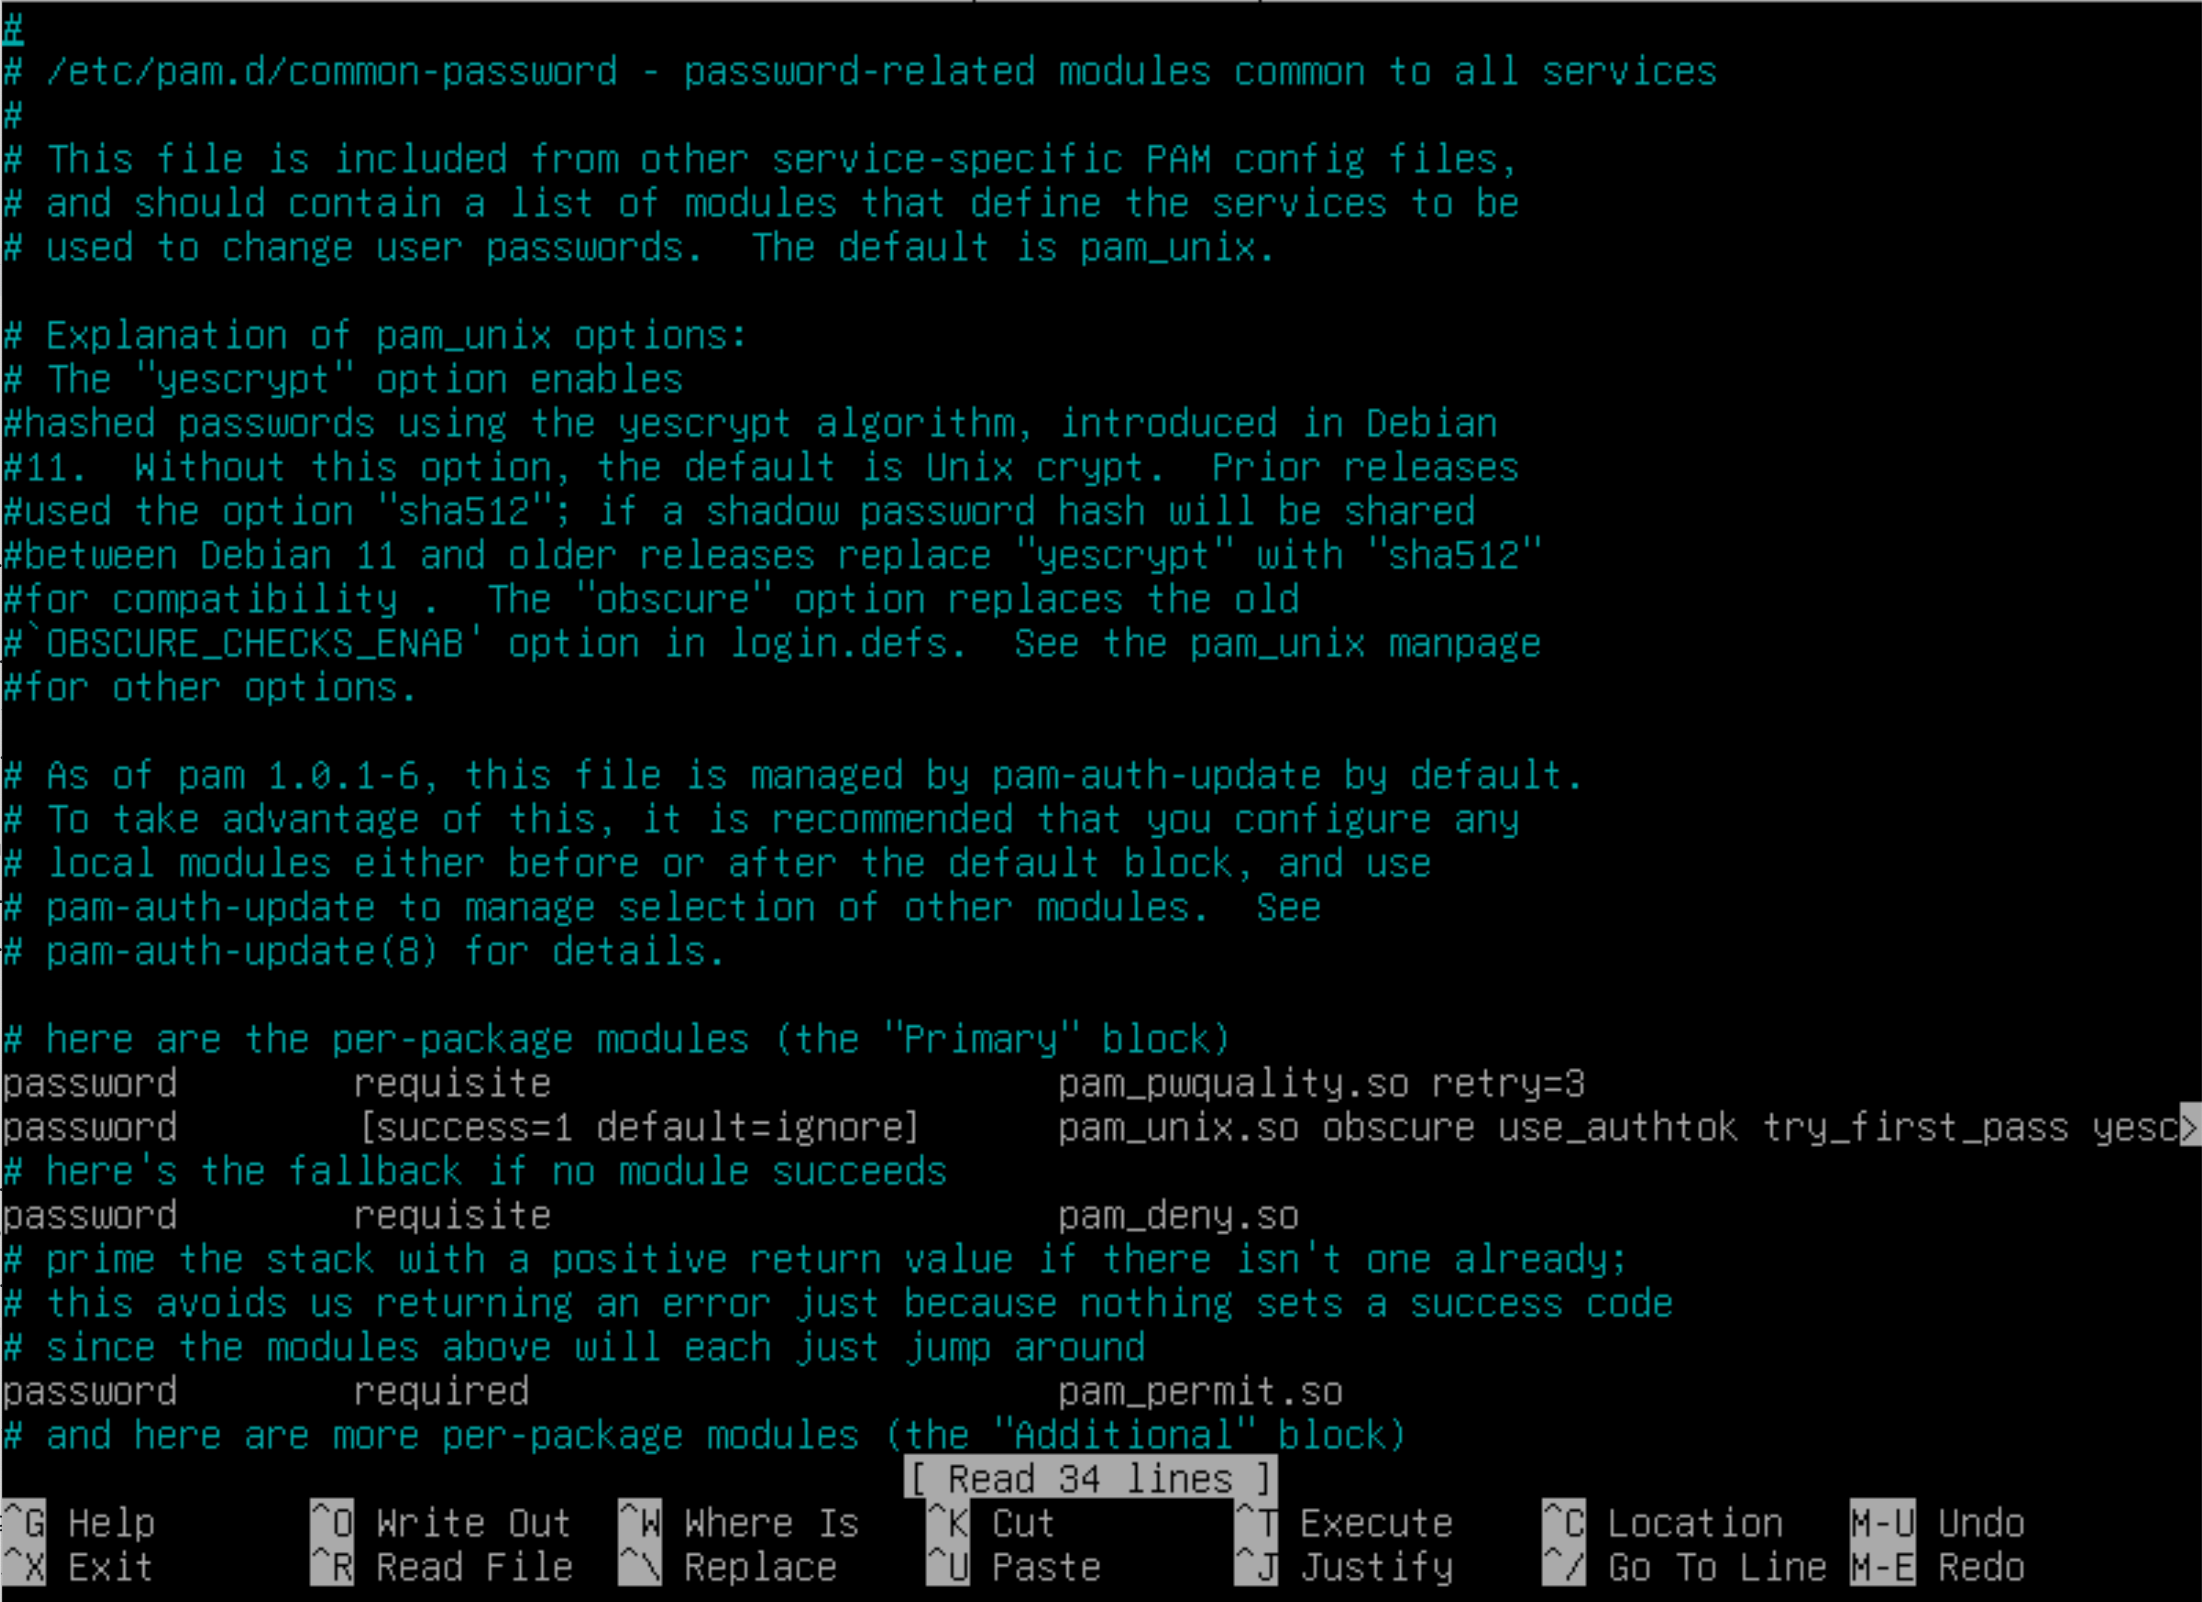 #
# /etc/pam.d/common-password - password-related modules common to all services
#
# This file is included from other service-specific PAM config files,
# and should contain a list of modules that define the services to be
# used to change user passwords.  The default is pam_unix.

# Explanation of pam_unix options:
# The "yescrypt" option enables
#hashed passwords using the yescrypt algorithm, introduced in Debian
#11.  Without this option, the default is Unix crypt.  Prior releases
#used the option "sha512"; if a shadow password hash will be shared
#between Debian 11 and older releases replace "yescrypt" with "sha512"
#for compatibility .  The "obscure" option replaces the old
#`OBSCURE_CHECKS_ENAB' option in login.defs.  See the pam_unix manpage
#for other options.

# As of pam 1.0.1-6, this file is managed by pam-auth-update by default.
# To take advantage of this, it is recommended that you configure any
# local modules either before or after the default block, and use
# pam-auth-update to manage selection of other modules.  See
# pam-auth-update(8) for details.

# here are the per-package modules (the "Primary" block)
password        requisite                       pam_pwquality.so retry=3
password        [success=1 default=ignore]      pam_unix.so obscure use_authtok try_first_pass yesc>
# here's the fallback if no module succeeds
password        requisite                       pam_deny.so
# prime the stack with a positive return value if there isn't one already;
# this avoids us returning an error just because nothing sets a success code
# since the modules above will each just jump around
password        required                        pam_permit.so
# and here are more per-package modules (the "Additional" block)
[ Read 34 lines ]
^G Help       ^O Write Out  ^W Where Is   ^K Cut        ^T Execute    ^C Location   M-U Undo
^X Exit       ^R Read File  ^\ Replace    ^U Paste      ^J Justify    ^/ Go To Line M-E Redo